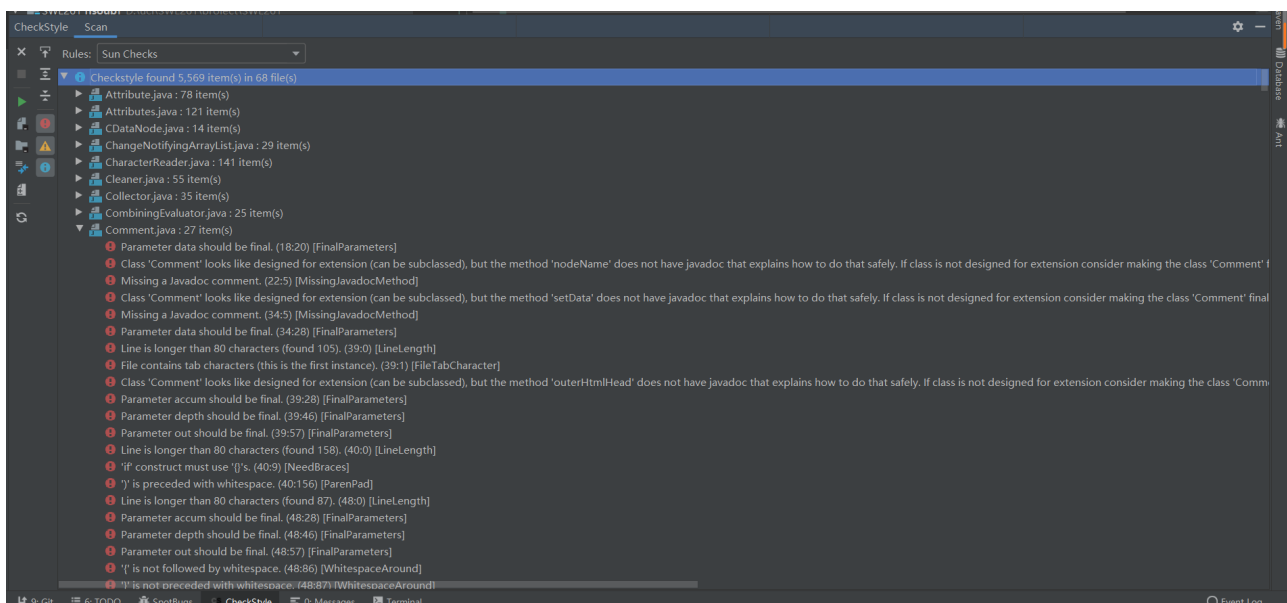 CheckStyle Scan
Rules: Sun Checks
Checkstyle found 5,569 item(s) in 68 file(s)
Attribute.java : 78 item(s)
Attributes.java : 121 item(s)
CDataNode.java : 14 item(s)
ChangeNotifyingArrayList.java : 29 item(s)
CharacterReader.java : 141 item(s)
Cleaner.java : 55 item(s)
Collector.java : 35 item(s)
CombiningEvaluator.java : 25 item(s)
Comment.java : 27 item(s)
Parameter data should be final. (18:20) [FinalParameters]
Class 'Comment' looks like designed for extension (can be subclassed), but the method 'nodeName' does not have javadoc that explains how to do that safely. If class is not designed for extension consider making the class 'Comment' f
Missing a Javadoc comment. (22:5) [MissingJavadocMethod]
Class 'Comment' looks like designed for extension (can be subclassed), but the method 'setData' does not have javadoc that explains how to do that safely. If class is not designed for extension consider making the class 'Comment' final
Missing a Javadoc comment. (34:5) [MissingJavadocMethod]
Parameter data should be final. (34:28) [FinalParameters]
Line is longer than 80 characters (found 105). (39:0) [LineLength]
File contains tab characters (this is the first instance). (39:1) [FileTabCharacter]
Class 'Comment' looks like designed for extension (can be subclassed), but the method 'outerHtmlHead' does not have javadoc that explains how to do that safely. If class is not designed for extension consider making the class 'Comm
Parameter accum should be final. (39:28) [FinalParameters]
Parameter depth should be final. (39:46) [FinalParameters]
Parameter out should be final. (39:57) [FinalParameters]
Line is longer than 80 characters (found 158). (40:0) [LineLength]
'if' construct must use '{}'s. (40:9) [NeedBraces]
')' is preceded with whitespace. (40:156) [ParenPad]
Line is longer than 80 characters (found 87). (48:0) [LineLength]
Parameter accum should be final. (48:28) [FinalParameters]
Parameter depth should be final. (48:46) [FinalParameters]
Parameter out should be final. (48:57) [FinalParameters]
'{' is not followed by whitespace. (48:86) [WhitespaceAround]
'}' is not preceded with whitespace. (48:87) [WhitespaceAround]
9: Git 6: TODO SpotBugs CheckStyle 0: Messages Terminal Event Log
Database
Ant